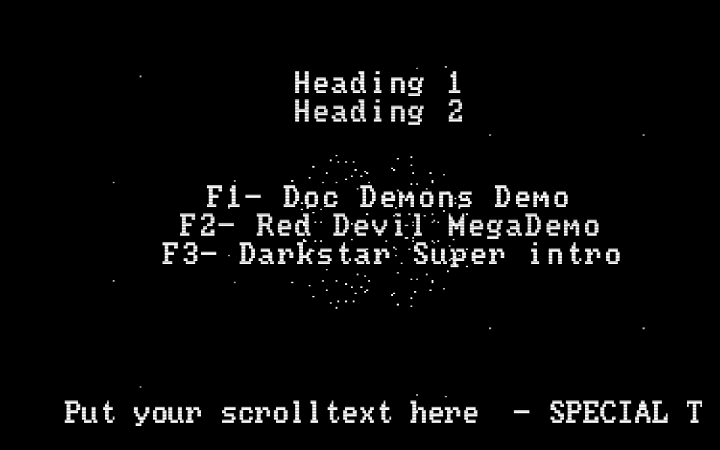 Heading 1
Heading 2
F1- Doc Demons Demo
F2- Red Devil MegaDemo
F3- Darkstar Super intro
Put your scrolltext here - SPECIAL T